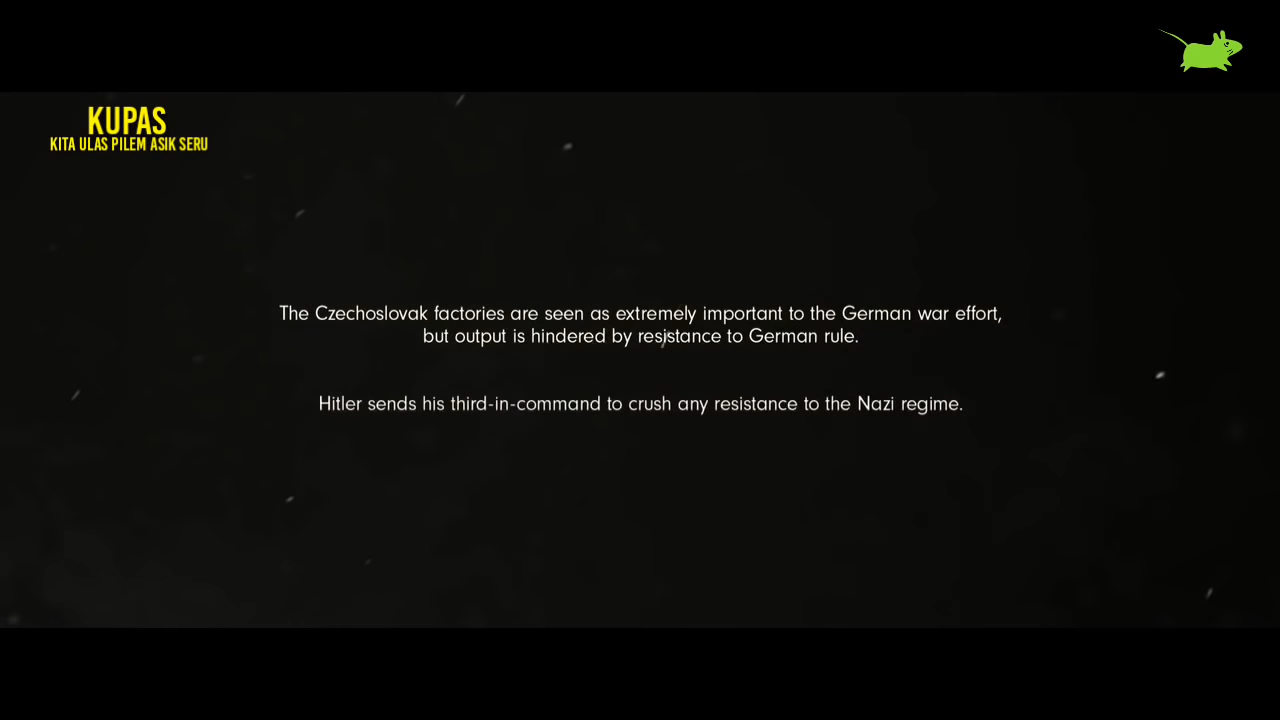 KUPAS
KITA ULAS PILEM ASIK SERU
The Czechoslovak factories are seen as extremely important to the German war effort,
but output is hindered by resistance to German rule.
Hitler sends his third-in-command to crush any resistance to the Nazi regime.